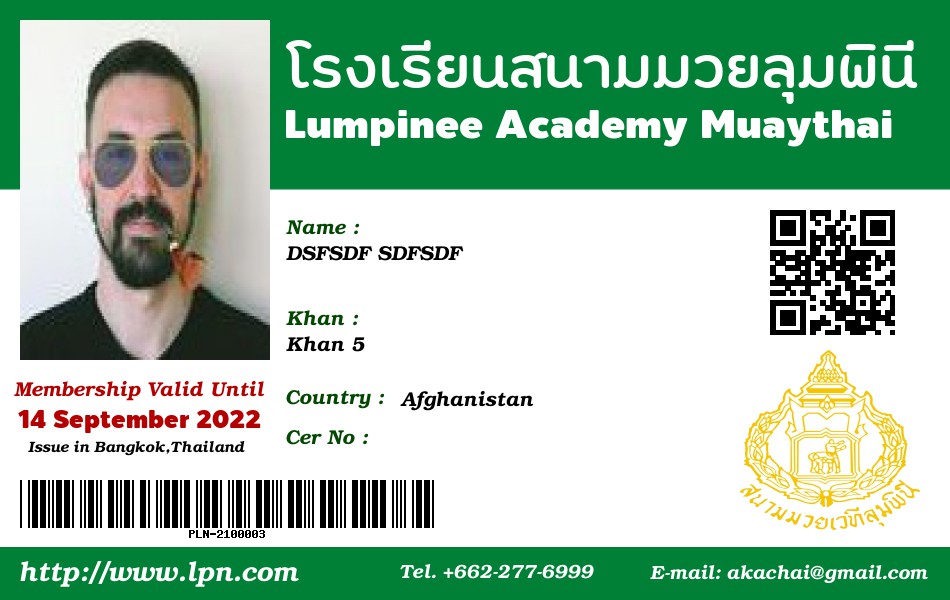 โรงเรียนสนามมวยลุมพินี
Lumpinee Academy Muaythai
Name :
DSFSDF SDFSDF
Khan :
Khan 5
Country : Afghanistan
Cer No :
Membership Valid Until
14 September 2022
Issue in Bangkok,Thailand
PLN-2100003
สนามมวยเวทีลุมพินี
http://www.lpn.com
Tel. +662-277-6999
E-mail: akachai@gmail.com